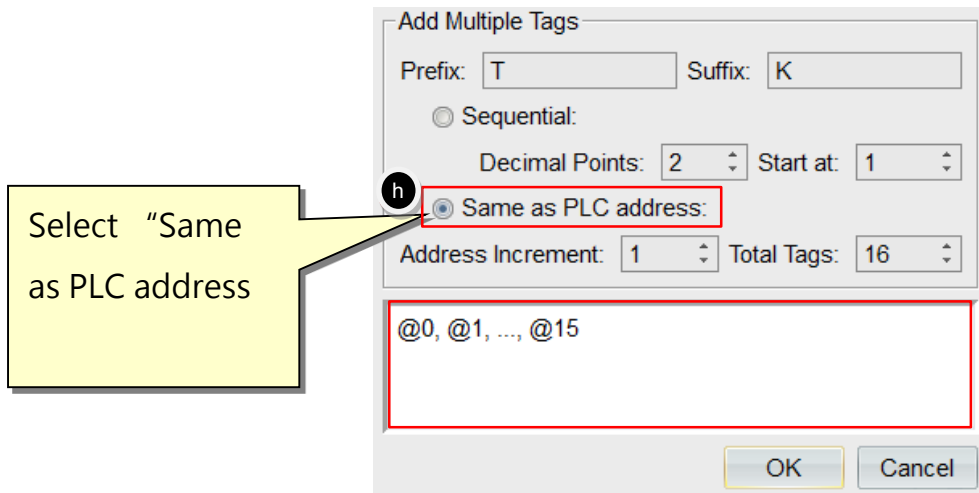 Add Multiple Tags
Prefix: T Suffix: K
Sequential:
Decimal Points: 2 Start at: 1
h
Same as PLC address:
Select “Same
as PLC address
Address Increment: 1 Total Tags: 16
@0, @1, ..., @15
OK Cancel